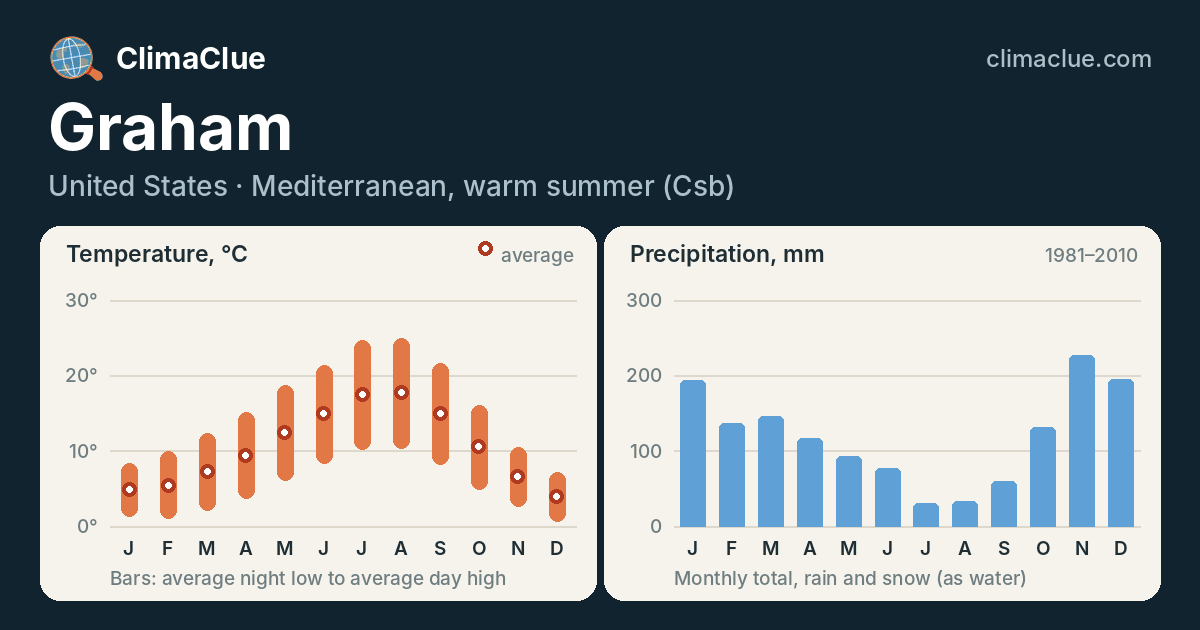 ClimaClue
climaclue.com
Graham
United States · Mediterranean, warm summer (Csb)
Temperature, °C
average
30°
20°
10°
0°
J F M A M J J A S O N D
Bars: average night low to average day high
Precipitation, mm
1981–2010
300
200
100
0
J F M A M J J A S O N D
Monthly total, rain and snow (as water)